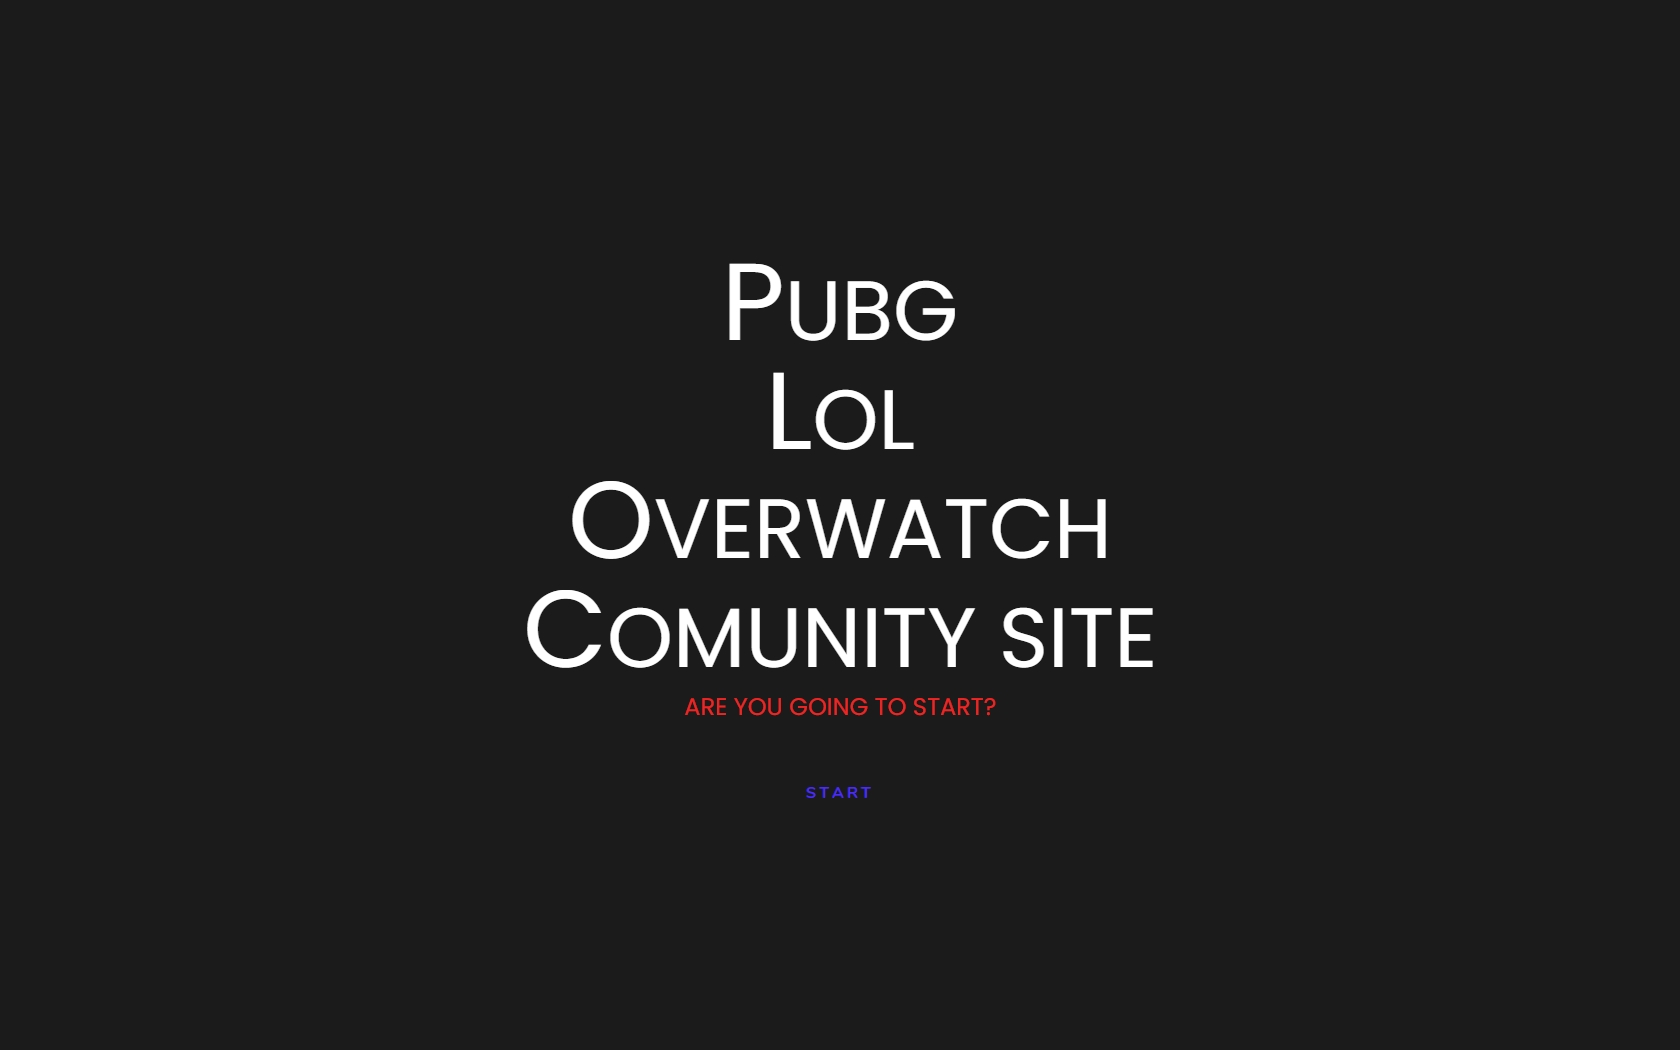 PUBG
LOL
OVERWATCH
COMUNITY SITE
ARE YOU GOING TO START?
START